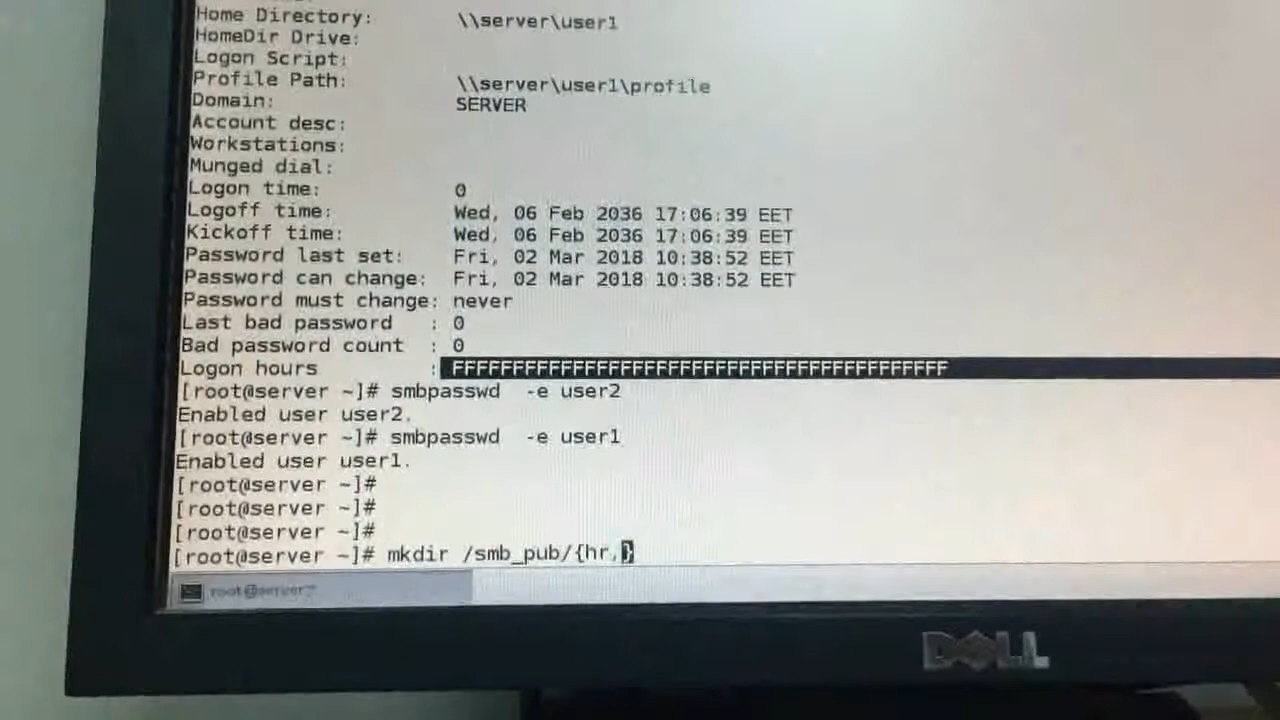 Home Directory: \\server\user1
HomeDir Drive:
Logon Script:
Profile Path: \\server\user1\profile
Domain: SERVER
Account desc:
Workstations:
Munged dial:
Logon time: 0
Logoff time: Wed, 06 Feb 2036 17:06:39 EET
Kickoff time: Wed, 06 Feb 2036 17:06:39 EET
Password last set: Fri, 02 Mar 2018 10:38:52 EET
Password can change: Fri, 02 Mar 2018 10:38:52 EET
Password must change: never
Last bad password : 0
Bad password count : 0
Logon hours : FFFFFFFFFFFFFFFFFFFFFFFFFFFFFFFFFFFFFFFFFF
[root@server ~]# smbpasswd -e user2
Enabled user user2.
[root@server ~]# smbpasswd -e user1
Enabled user user1.
[root@server ~]#
[root@server ~]#
[root@server ~]#
[root@server ~]# mkdir /smb_pub/{hr,}
root@server:~
DELL